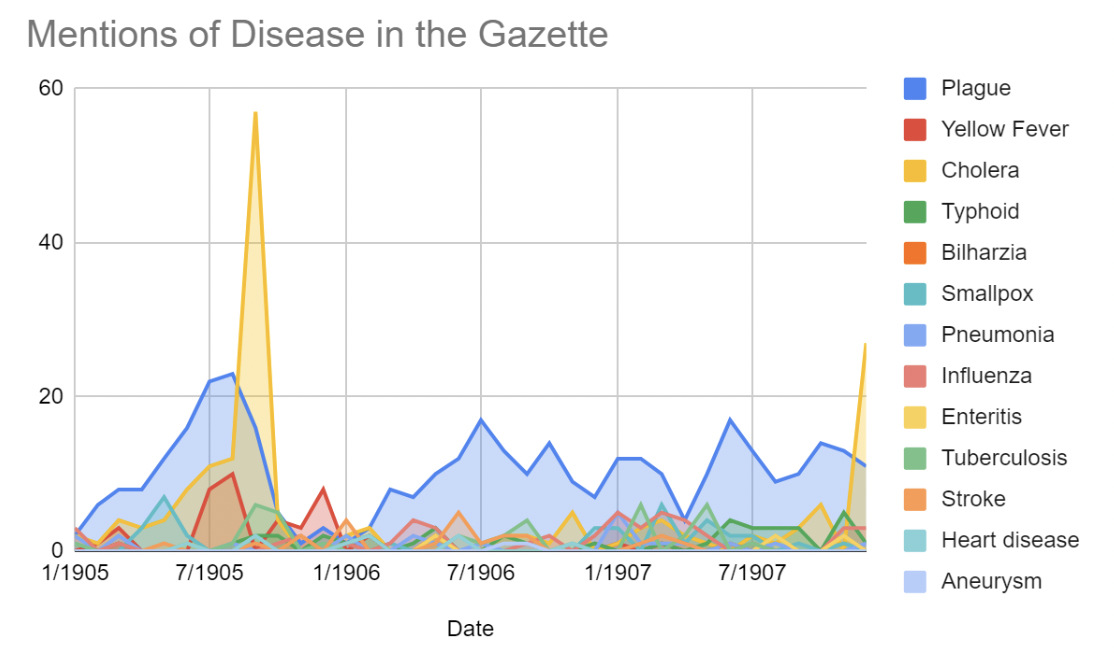 Mentions of Disease in the Gazette
60
40
20
0
1/1905
7/1905
1/1906
7/1906
1/1907
7/1907
Date
Plague
Yellow Fever
Cholera
Typhoid
Bilharzia
Smallpox
Pneumonia
Influenza
Enteritis
Tuberculosis
Stroke
Heart disease
Aneurysm